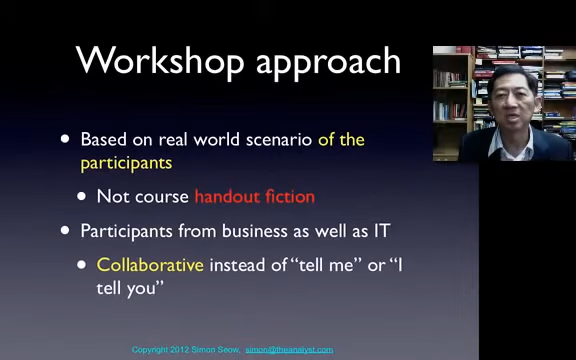 Workshop approach
• Based on real world scenario of the
participants
• Not course handout fiction
• Participants from business as well as IT
• Collaborative instead of “tell me” or “I
tell you”
Copyright 2012 Simon Seow, simon@theanalyst.com